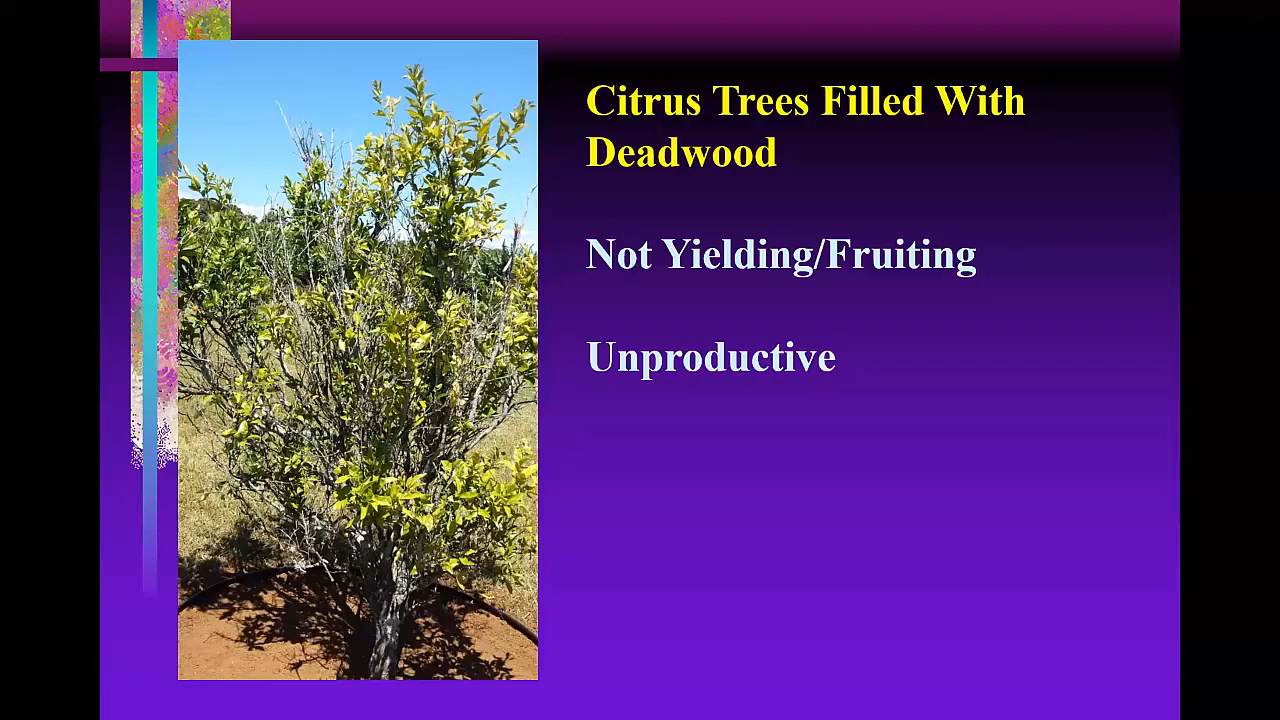 Citrus Trees Filled With
Deadwood
Not Yielding/Fruiting
Unproductive